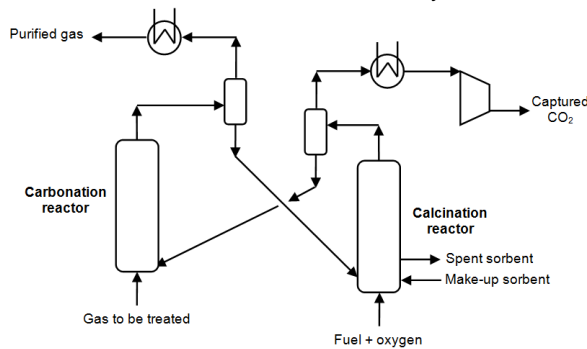 Purified gas
Captured
CO₂
Carbonation
reactor
Calcination
reactor
Spent sorbent
Make-up sorbent
Gas to be treated
Fuel + oxygen